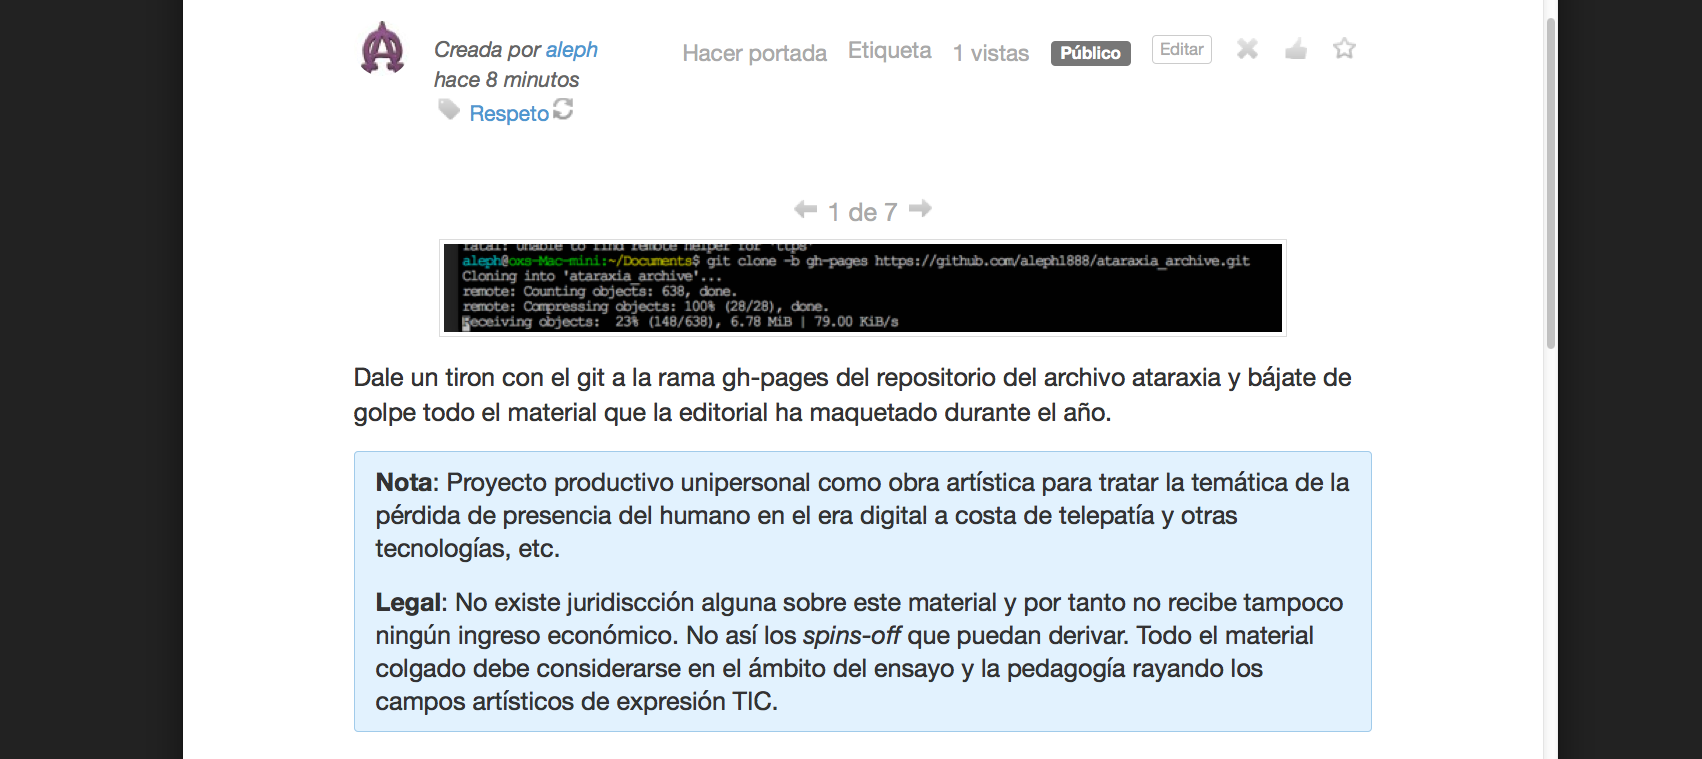 Creada por aleph
hace 8 minutos
Respeto
Hacer portada Etiqueta 1 vistas Público Editar
1 de 7
fatal: unable to find remote helper for 'ttps'
aleph@oxs-Mac-mini:~/Documents$ git clone -b gh-pages https://github.com/aleph1888/ataraxia_archive.git
Cloning into 'ataraxia_archive'...
remote: Counting objects: 638, done.
remote: Compressing objects: 100% (28/28), done.
Receiving objects:  23% (148/638), 6.78 MiB | 79.00 KiB/s
Dale un tiron con el git a la rama gh-pages del repositorio del archivo ataraxia y bájate de
golpe todo el material que la editorial ha maquetado durante el año.
Nota: Proyecto productivo unipersonal como obra artística para tratar la temática de la
pérdida de presencia del humano en el era digital a costa de telepatía y otras
tecnologías, etc.
Legal: No existe juridiscción alguna sobre este material y por tanto no recibe tampoco
ningún ingreso económico. No así los spins-off que puedan derivar. Todo el material
colgado debe considerarse en el ámbito del ensayo y la pedagogía rayando los
campos artísticos de expresión TIC.